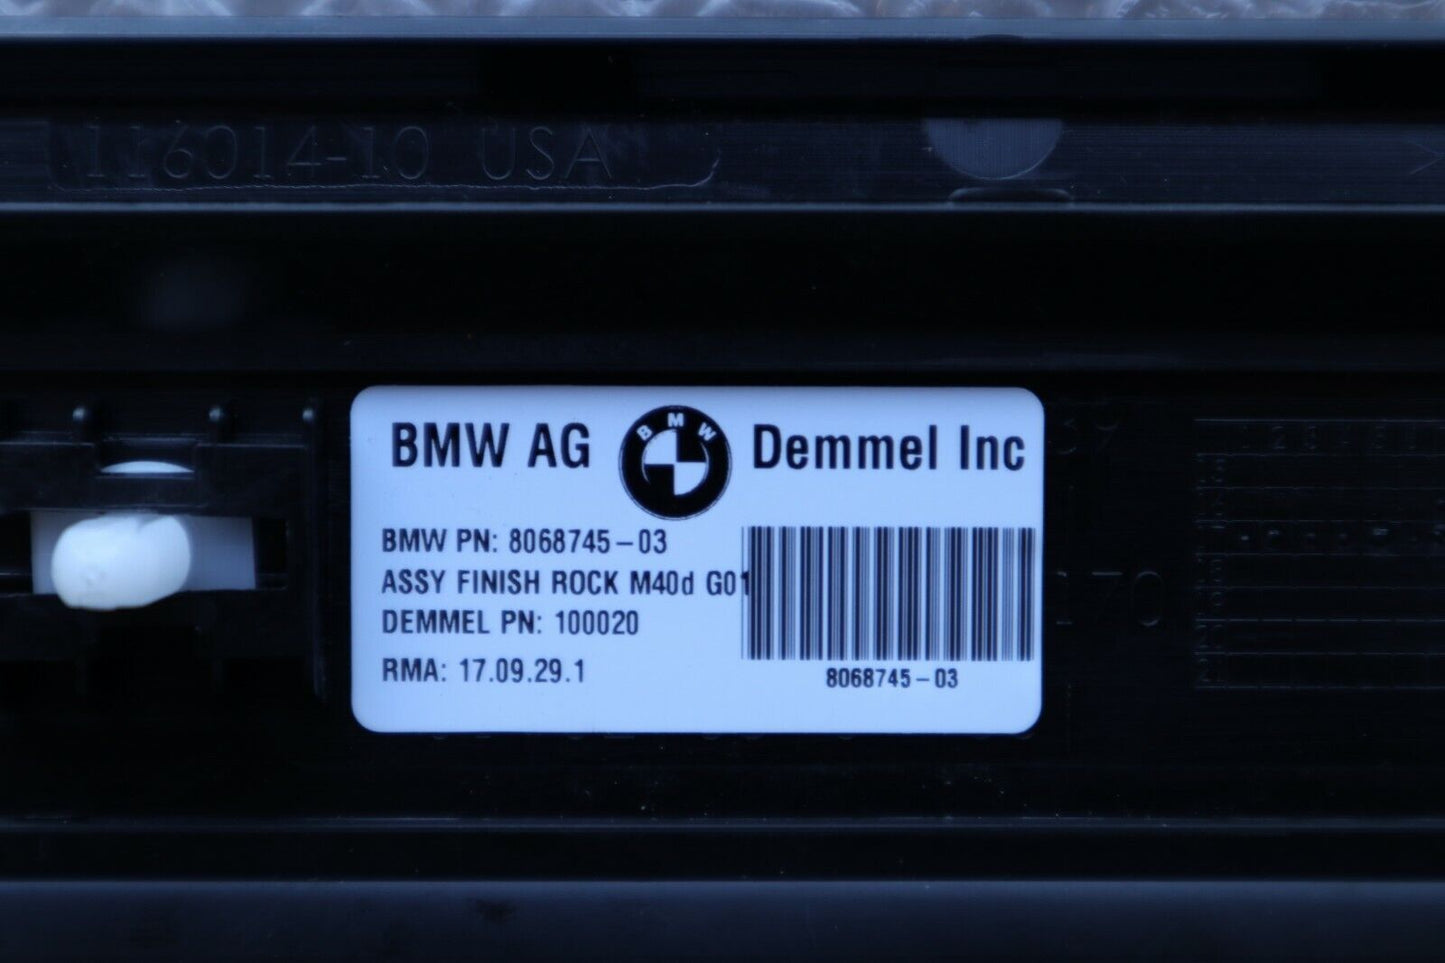 116014-10 USA
BMW AG
BMW
Demmel Inc
BMW PN: 8068745-03
ASSY FINISH ROCK M40d G01
DEMMEL PN: 100020
RMA: 17.09.29.1
8068745-03